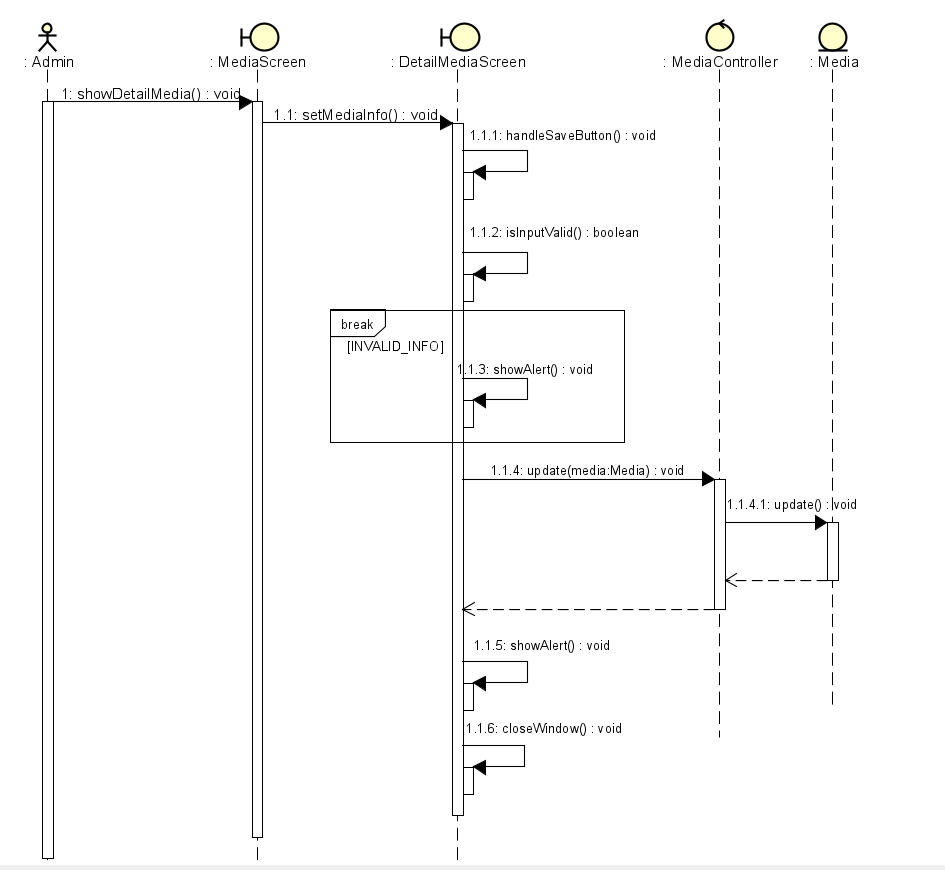 : Admin
: MediaScreen
: DetailMediaScreen
: MediaController
: Media
1: showDetailMedia() : void
1.1: setMediaInfo() : void
1.1.1: handleSaveButton() : void
1.1.2: isInputValid() : boolean
break
[INVALID_INFO]
1.1.3: showAlert() : void
1.1.4: update(media:Media) : void
1.1.4.1: update() : void
1.1.5: showAlert() : void
1.1.6: closeWindow() : void